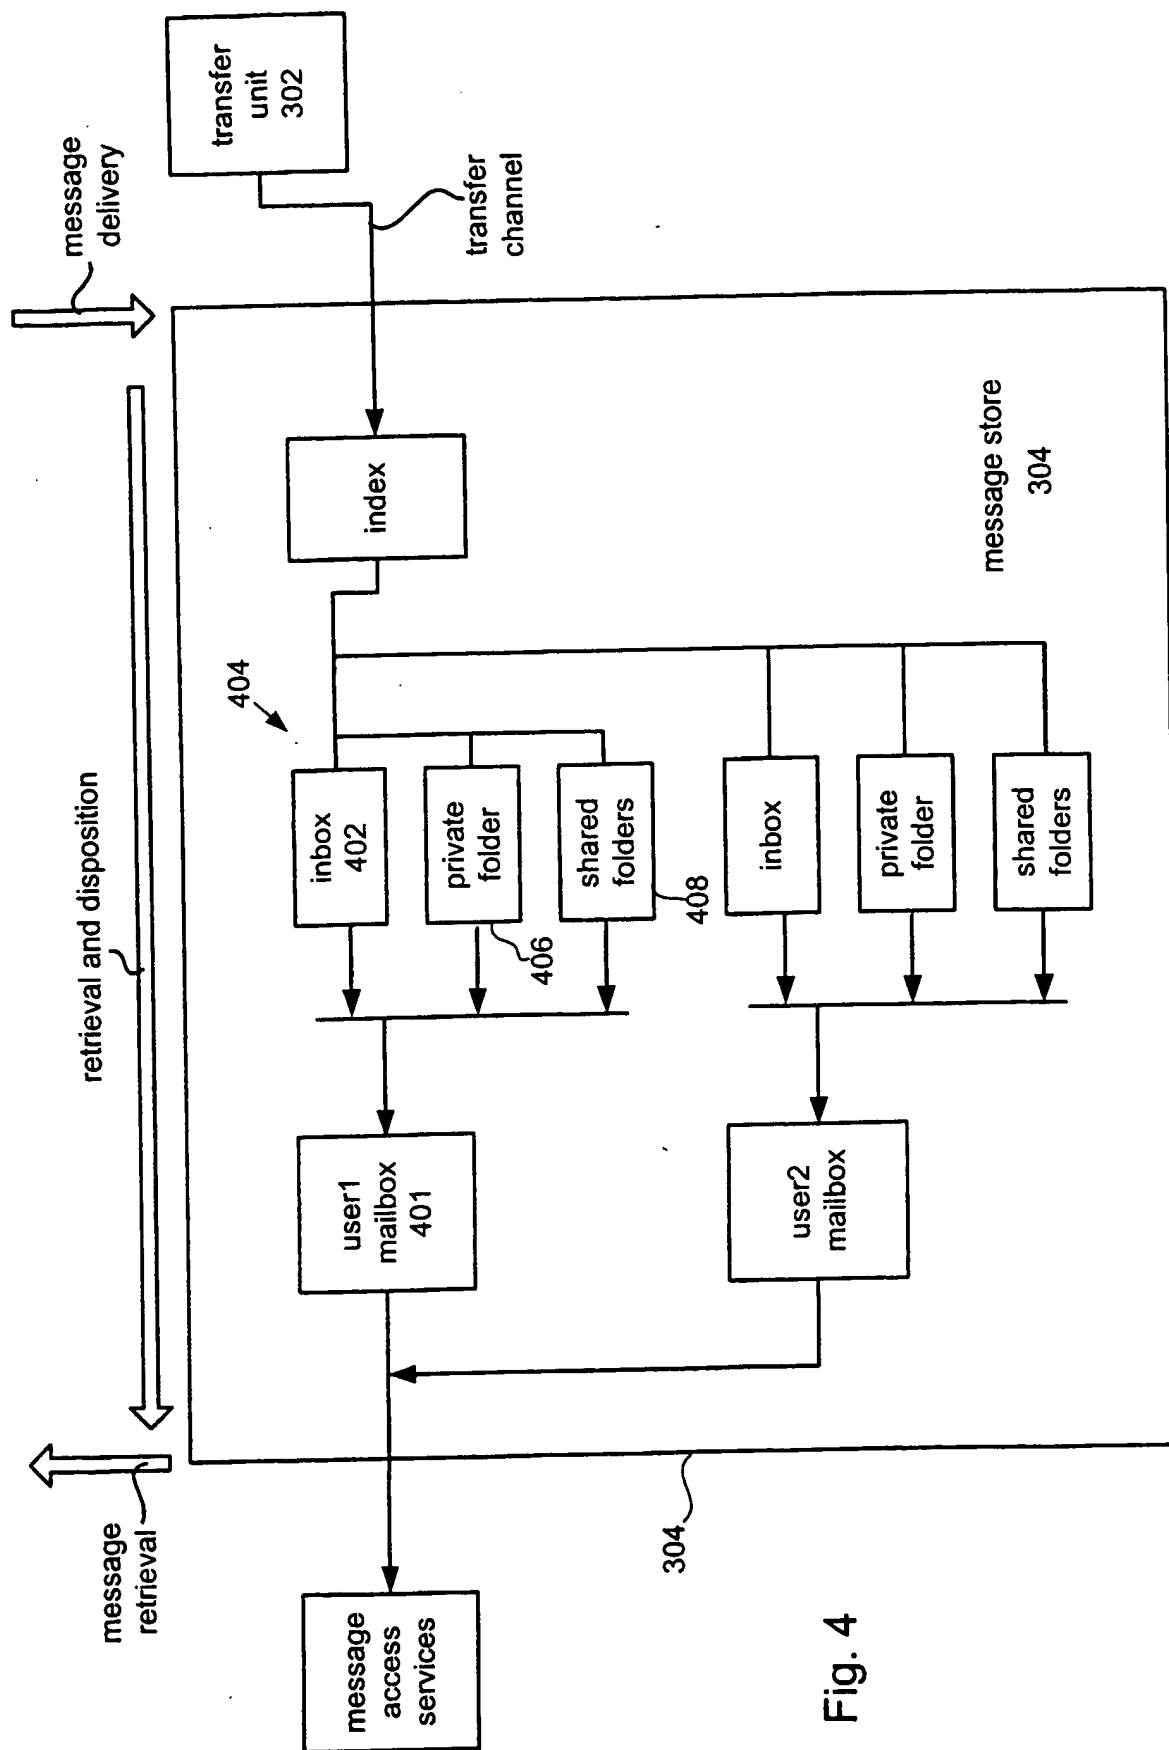 message
delivery
transfer
unit
302
retrieval and disposition
transfer
channel
message
retrieval
index
404
inbox
402
private
folder
406
shared
folders
408
user1
mailbox
401
inbox
private
folder
shared
folders
user2
mailbox
message
access
services
message store
304
304
Fig. 4